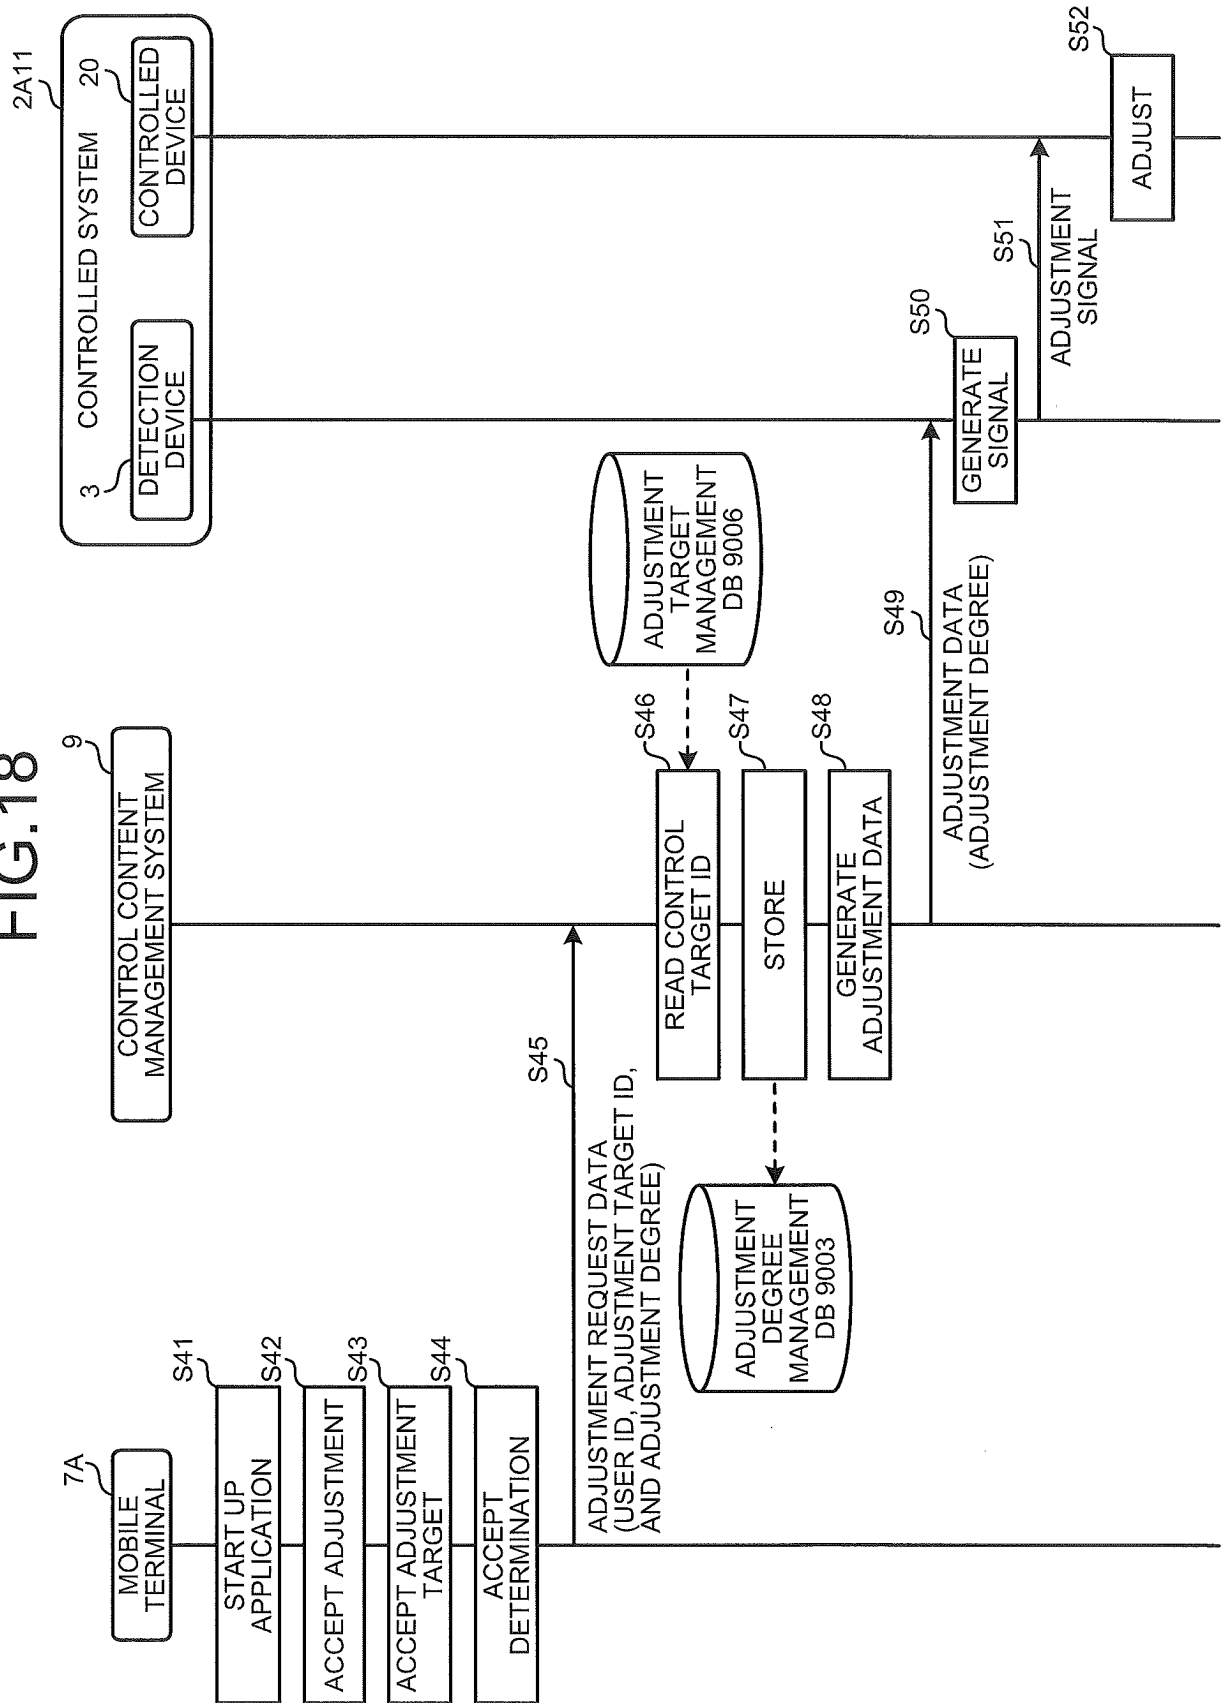 FIG.18
7A
MOBILE
TERMINAL
9
CONTROL CONTENT
MANAGEMENT SYSTEM
2A11
CONTROLLED SYSTEM
3
DETECTION
DEVICE
20
CONTROLLED
DEVICE
S41
START UP
APPLICATION
S42
ACCEPT ADJUSTMENT
S43
ACCEPT ADJUSTMENT
TARGET
S44
ACCEPT
DETERMINATION
S45
ADJUSTMENT REQUEST DATA
(USER ID, ADJUSTMENT TARGET ID,
AND ADJUSTMENT DEGREE)
S46
READ CONTROL
TARGET ID
ADJUSTMENT
TARGET
MANAGEMENT
DB 9006
S47
STORE
ADJUSTMENT
DEGREE
MANAGEMENT
DB 9003
S48
GENERATE
ADJUSTMENT DATA
S49
ADJUSTMENT DATA
(ADJUSTMENT DEGREE)
S50
GENERATE
SIGNAL
S51
ADJUSTMENT
SIGNAL
S52
ADJUST